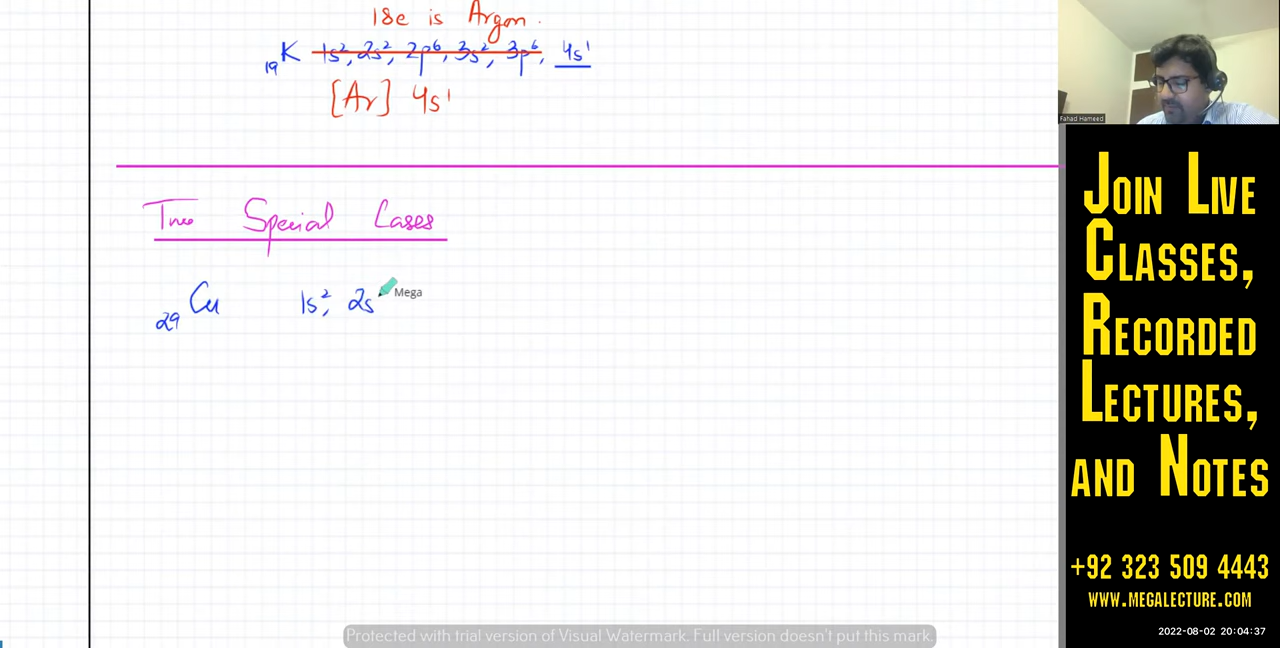 18e is Argon.
19K 1s², 2s², 2p⁶, 3s², 3p⁶, 4s¹
[Ar] 4s¹
Two Special Cases
29Cu 1s², 2s
Mega
Fahad Hameed
JOIN LIVE
CLASSES,
RECORDED
LECTURES,
AND NOTES
+92 323 509 4443
WWW.MEGALECTURE.COM
2022-08-02 20:04:37
Protected with trial version of Visual Watermark. Full version doesn't put this mark.